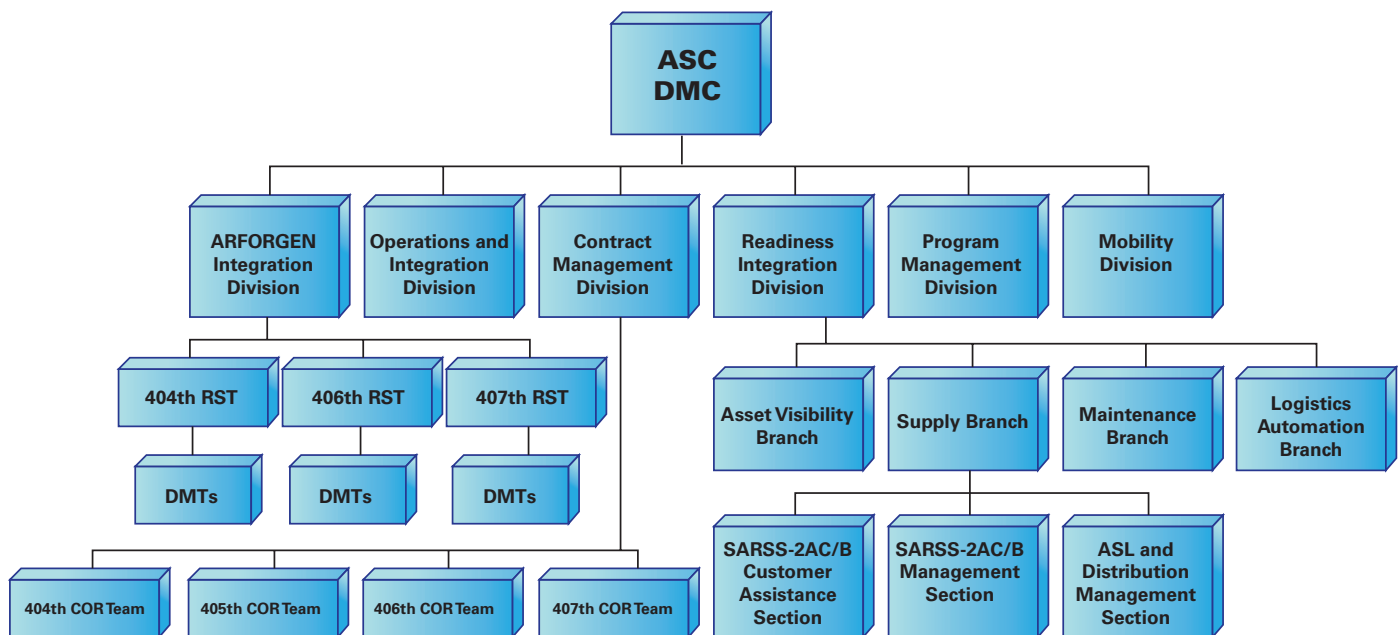 ASC
DMC
ARFORGEN
Integration
Division
Operations and
Integration
Division
Contract
Management
Division
Readiness
Integration
Division
Program
Management
Division
Mobility
Division
404th RST
406th RST
407th RST
Asset Visibility
Branch
Supply Branch
Maintenance
Branch
Logistics
Automation
Branch
DMTs
DMTs
DMTs
SARSS-2AC/B
Customer
Assistance
Section
SARSS-2AC/B
Management
Section
ASL and
Distribution
Management
Section
404th COR Team
405th COR Team
406th COR Team
407th COR Team